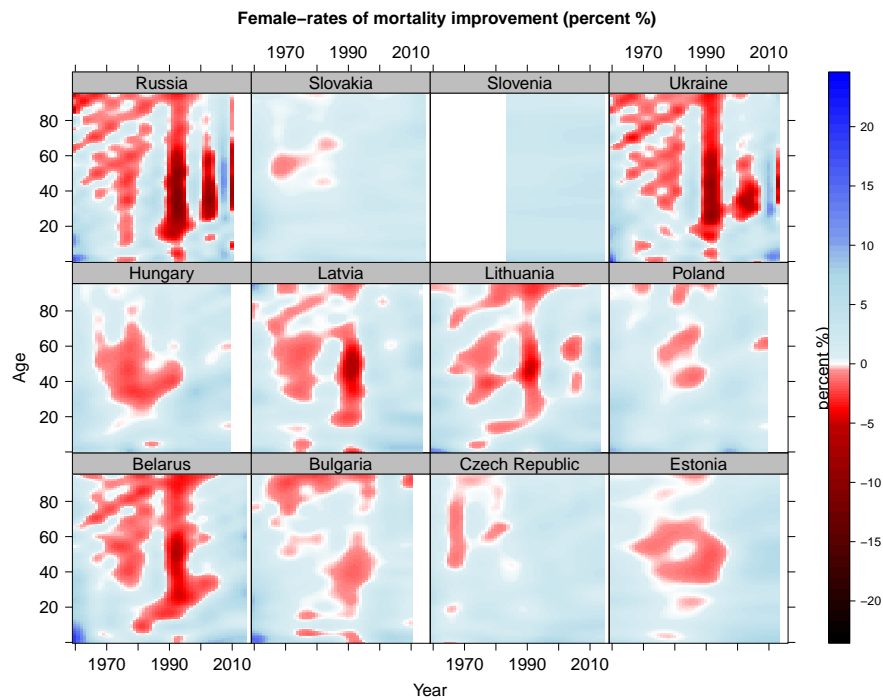 Female−rates of mortality improvement (percent %)
1970 1990 2010 1970 1990 2010
Russia Slovakia Slovenia Ukraine
80
60
40
20
Hungary Latvia Lithuania Poland
80
60
40
20
Belarus Bulgaria Czech Republic Estonia
80
60
40
20
1970 1990 2010 1970 1990 2010
Year
Age
20
15
10
5
0
−5
−10
−15
−20
percent %)